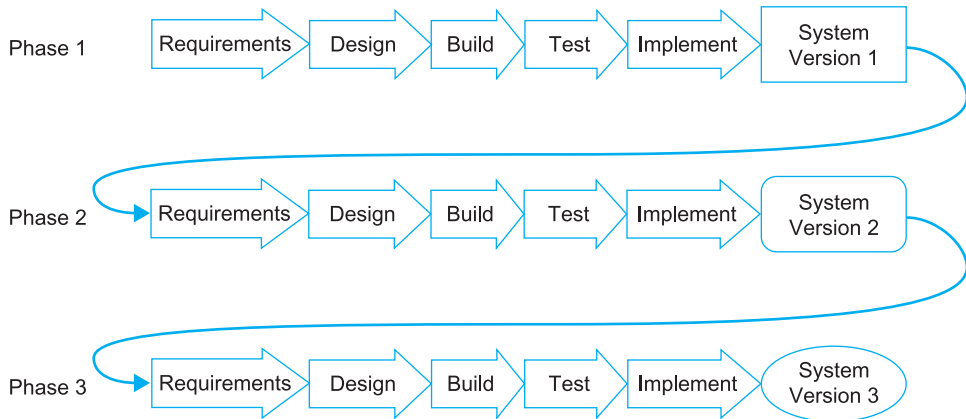 Phase 1
Requirements
Design
Build
Test
Implement
System
Version 1
Phase 2
Requirements
Design
Build
Test
Implement
System
Version 2
Phase 3
Requirements
Design
Build
Test
Implement
System
Version 3